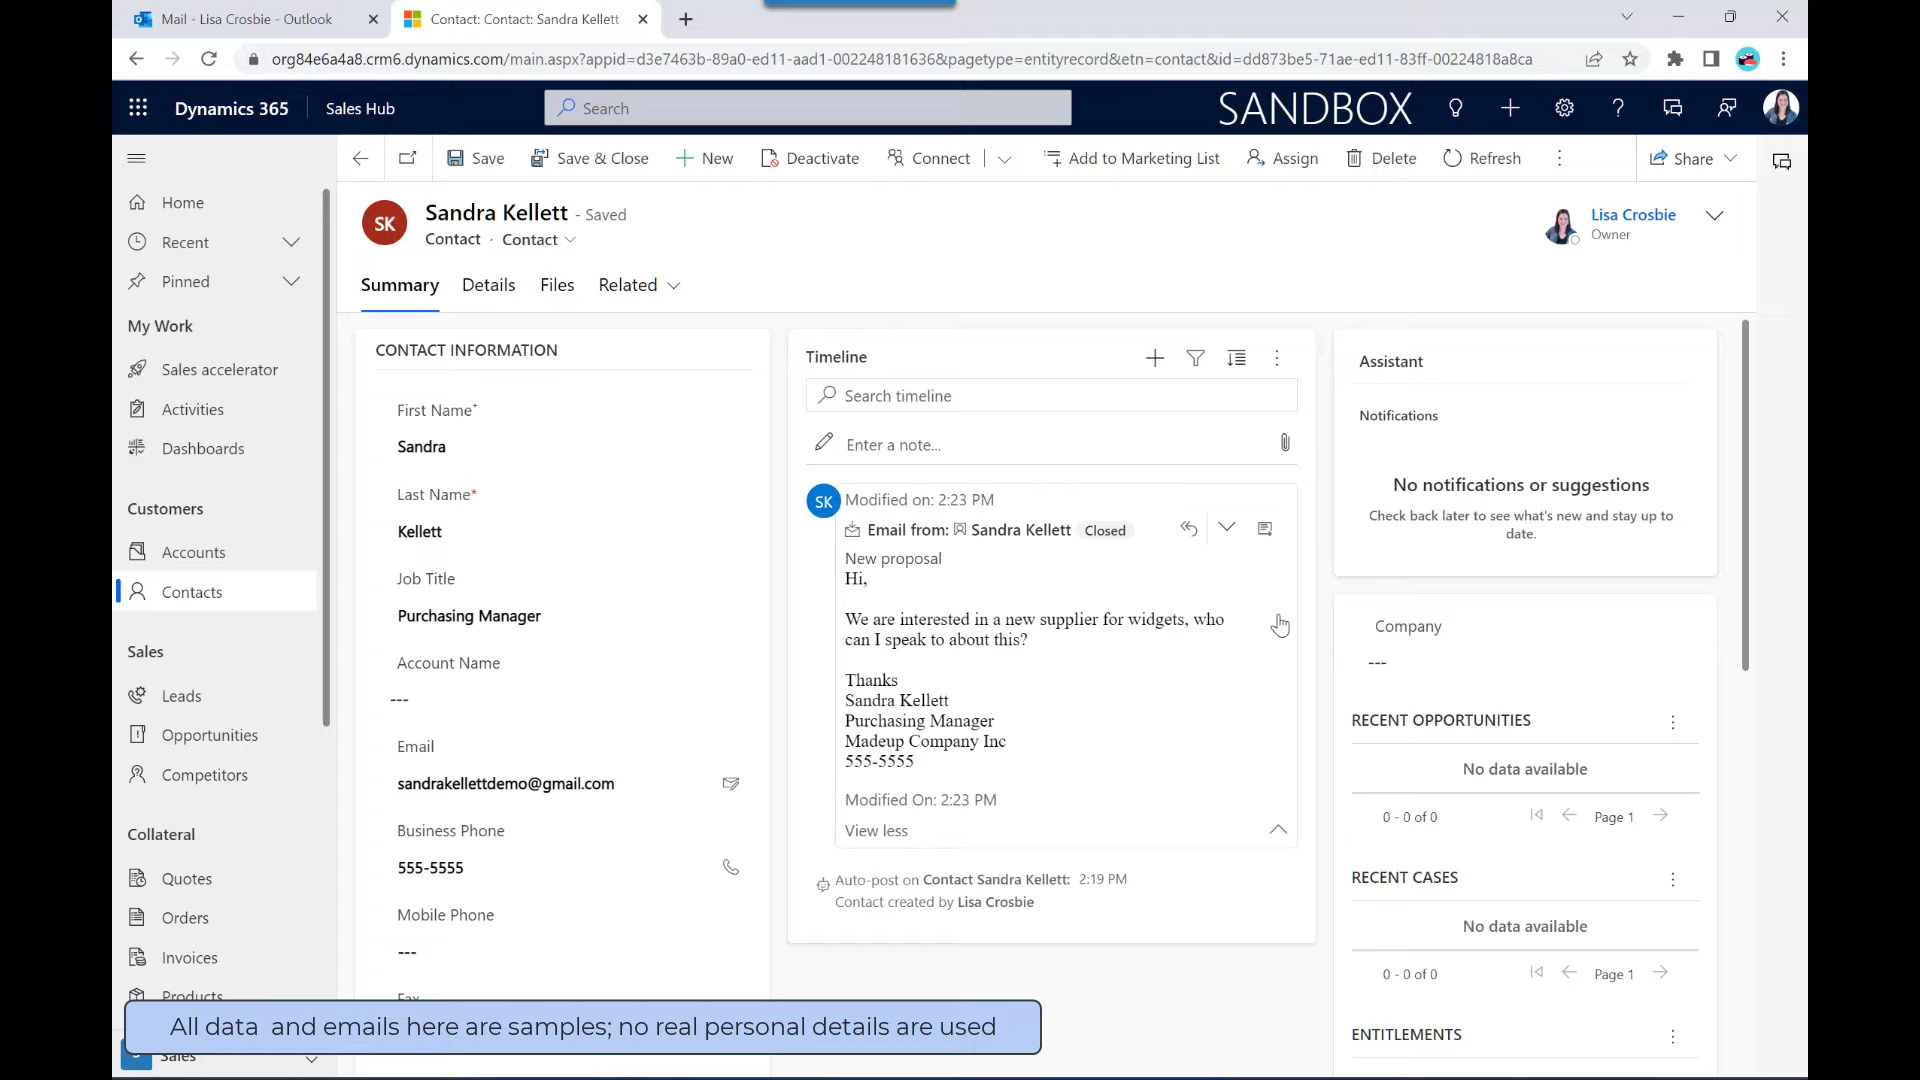 Mail - Lisa Crosbie - Outlook
Contact: Contact: Sandra Kellett
org84e6a4a8.crm6.dynamics.com/main.aspx?appid=d3e7463b-89a0-ed11-aad1-002248181636&pagetype=entityrecord&etn=contact&id=dd873be5-71ae-ed11-83ff-00224818a8ca
Dynamics 365
Sales Hub
Search
SANDBOX
Save
Save & Close
New
Deactivate
Connect
Add to Marketing List
Assign
Delete
Refresh
Share
Home
Recent
Pinned
My Work
Sales accelerator
Activities
Dashboards
Customers
Accounts
Contacts
Sales
Leads
Opportunities
Competitors
Collateral
Quotes
Orders
Invoices
Products
Sales
SK
Sandra Kellett - Saved
Contact · Contact
Lisa Crosbie
Owner
Summary
Details
Files
Related
CONTACT INFORMATION
First Name+
Sandra
Last Name*
Kellett
Job Title
Purchasing Manager
Account Name
---
Email
sandrakellettdemo@gmail.com
Business Phone
555-5555
Mobile Phone
---
Fax
Timeline
Search timeline
Enter a note...
SK
Modified on: 2:23 PM
Email from: Sandra Kellett Closed
New proposal
Hi,
We are interested in a new supplier for widgets, who
can I speak to about this?
Thanks
Sandra Kellett
Purchasing Manager
Madeup Company Inc
555-5555
Modified On: 2:23 PM
View less
Auto-post on Contact Sandra Kellett: 2:19 PM
Contact created by Lisa Crosbie
Assistant
Notifications
No notifications or suggestions
Check back later to see what's new and stay up to
date.
Company
---
RECENT OPPORTUNITIES
No data available
0 - 0 of 0
Page 1
RECENT CASES
No data available
0 - 0 of 0
Page 1
ENTITLEMENTS
All data and emails here are samples; no real personal details are used